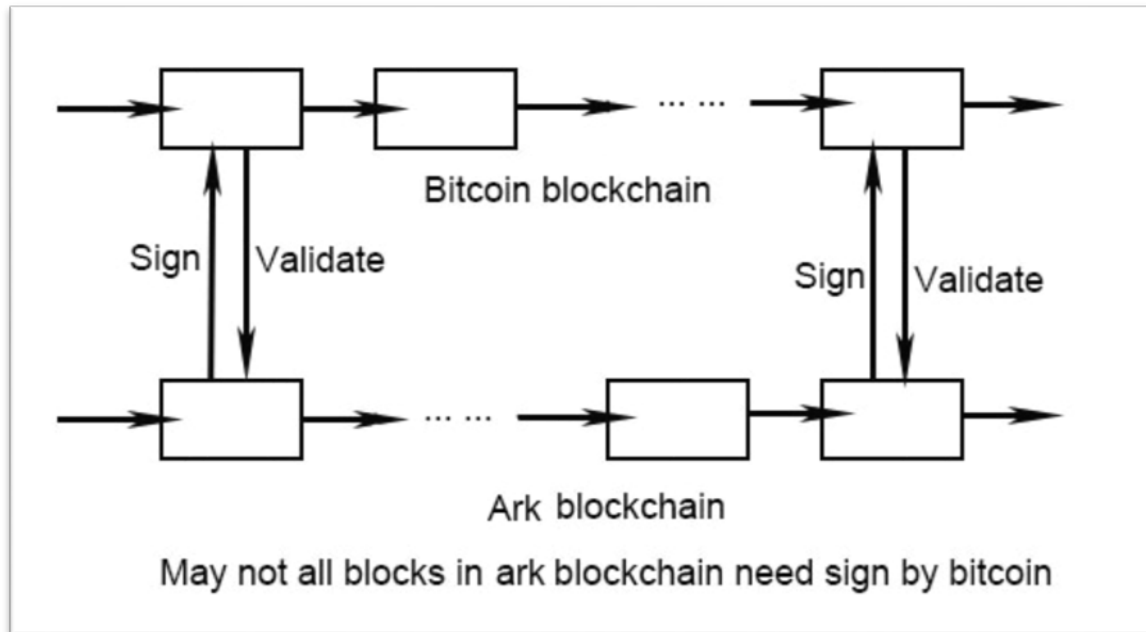 ... ...
Bitcoin blockchain
Sign Validate
Sign Validate
... ...
Ark blockchain
May not all blocks in ark blockchain need sign by bitcoin